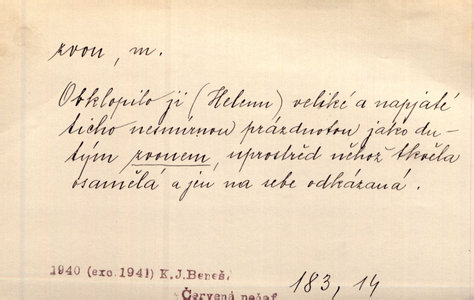 zvon, m.
Obklopilo ji (Helenu) veliké a napjaté
ticho nesmírnou prázdnotou jako du-
tým zvonem, uprostřed něhož tkvěla
osamělá a jen na sebe odkázaná.
1940 (exc. 1941) K.J.Beneš,
Červená pečeť
183, 14